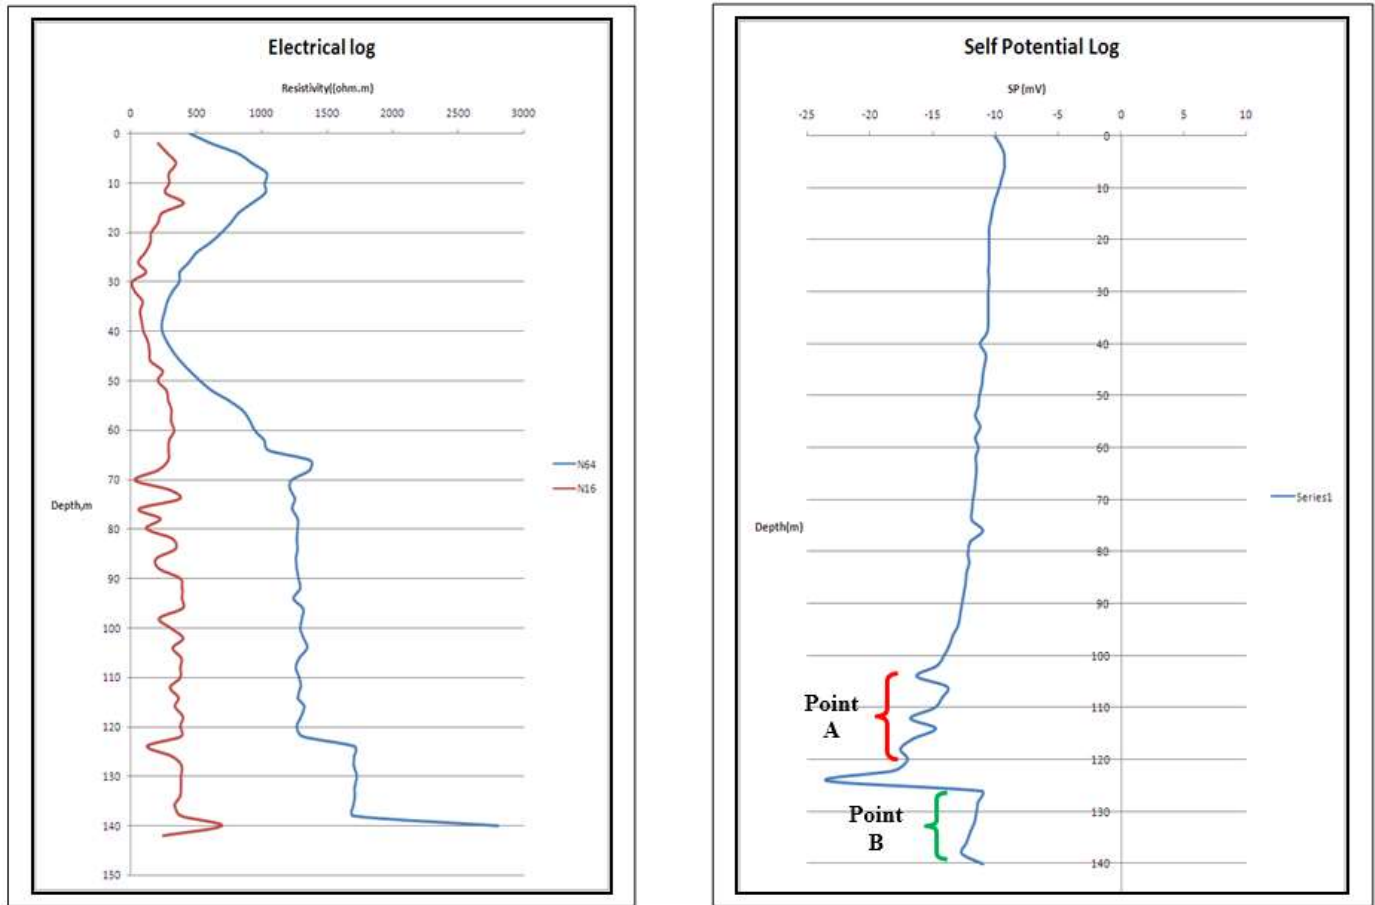 Electrical log
Resistivity((ohm.m)
0 500 1000 1500 2000 2500 3000
0
10
20
30
40
50
60
70
80
90
100
110
120
130
140
150
Depth,m
N64
N16
Self Potential Log
SP (mV)
-25 -20 -15 -10 -5 0 5 10
0
10
20
30
40
50
60
70
80
90
100
110
120
130
140
Depth(m)
Series1
Point
A
Point
B